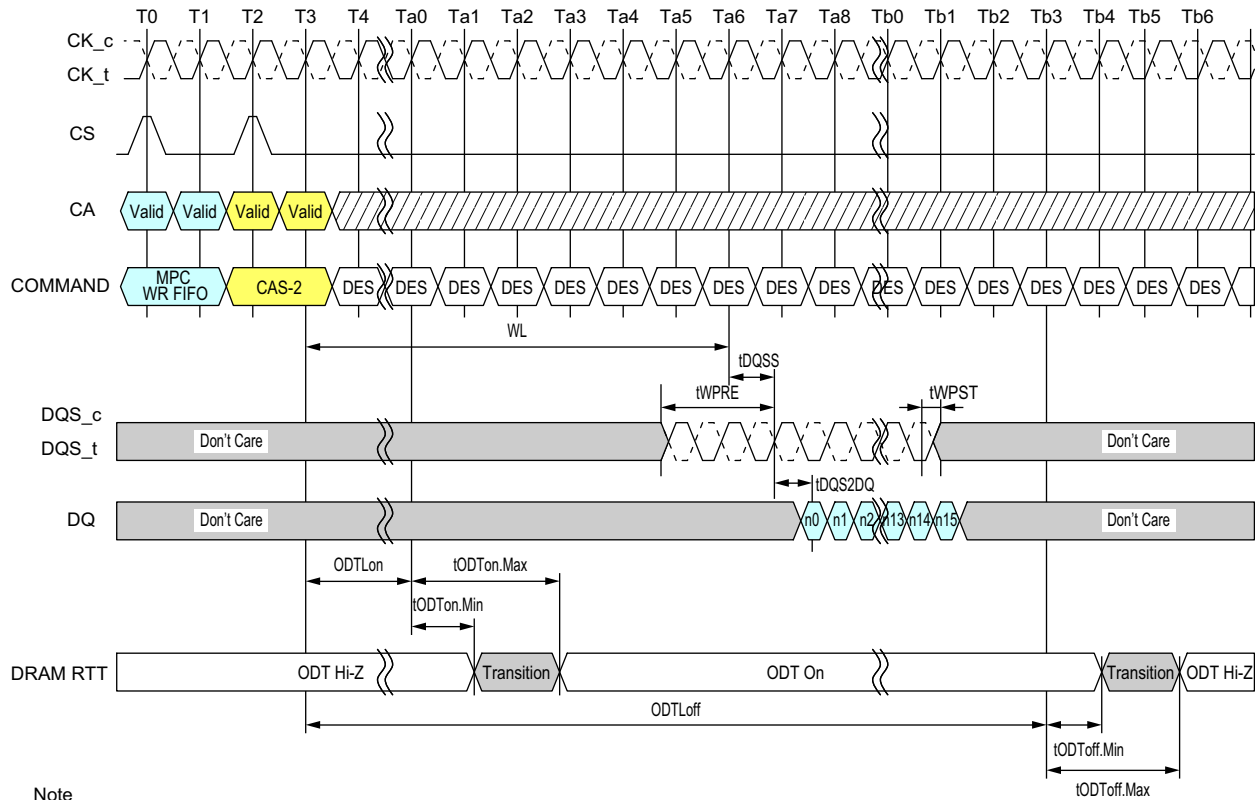 T0 T1 T2 T3 T4 Ta0 Ta1 Ta2 Ta3 Ta4 Ta5 Ta6 Ta7 Ta8 Tb0 Tb1 Tb2 Tb3 Tb4 Tb5 Tb6
CK_c
CK_t
CS
CA Valid Valid Valid Valid
MPC
COMMAND WR FIFO CAS-2 DES DES DES DES DES DES DES DES DES DES DES DES DES DES DES DES DES
WL
tDQSS
tWPRE tWPST
DQS_c
DQS_t Don't Care Don't Care
tDQS2DQ
DQ Don't Care n0 n1 n2 n13 n14 n15 Don't Care
ODTLon tODTon.Max
tODTon.Min
DRAM RTT ODT Hi-Z Transition ODT On Transition ODT Hi-Z
ODTLoff
tODToff.Min
tODToff.Max
Note